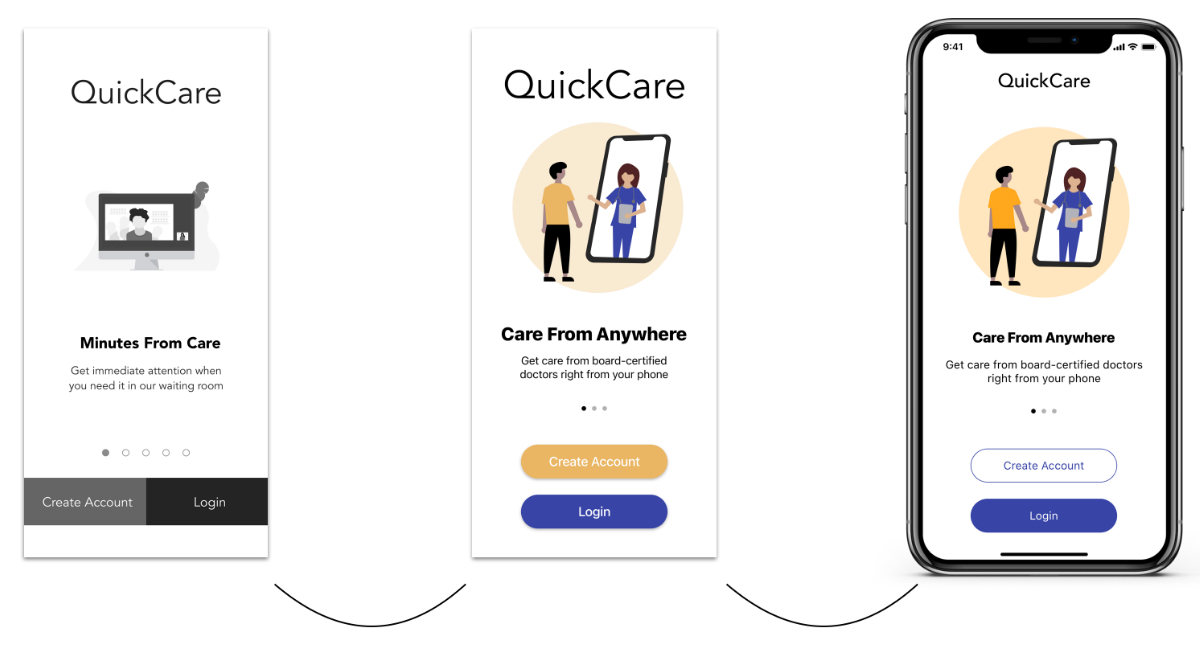 QuickCare
Minutes From Care
Get immediate attention when
you need it in our waiting room
Create Account
Login
QuickCare
Care From Anywhere
Get care from board-certified
doctors right from your phone
Create Account
Login
9:41
QuickCare
Care From Anywhere
Get care from board-certified doctors
right from your phone
Create Account
Login